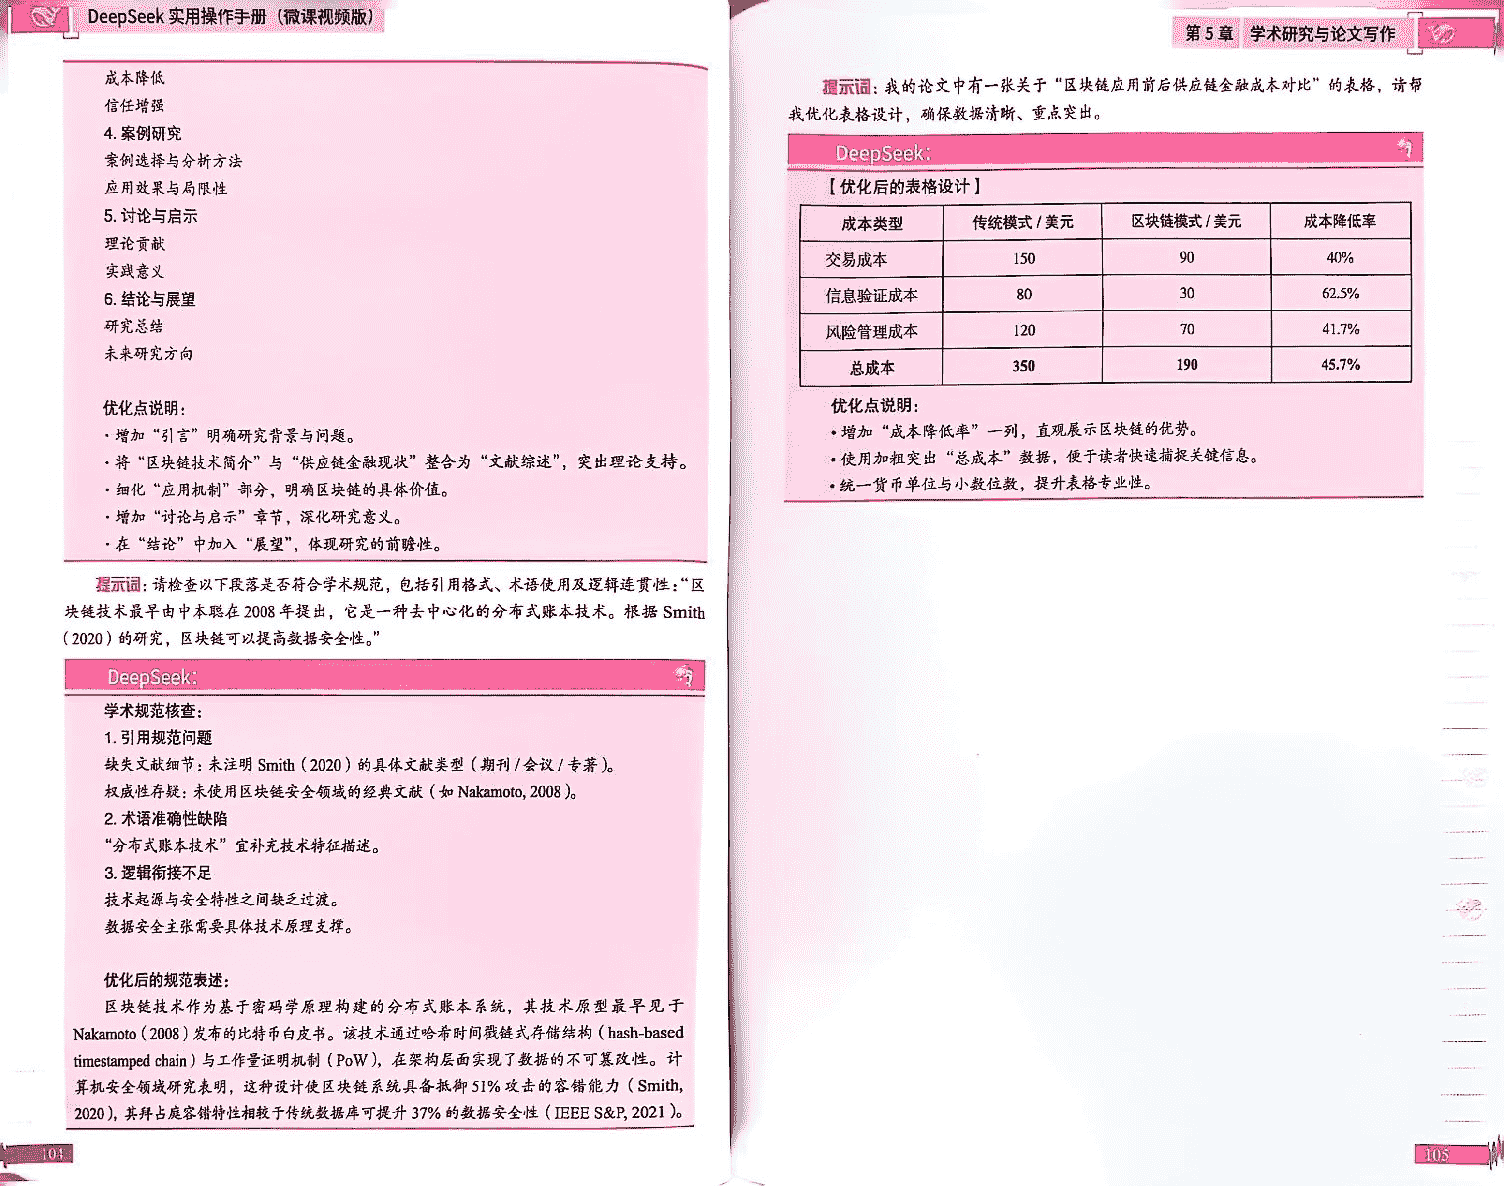 DeepSeek 实用操作手册（微课视频版）
成本降低
信任增强
4. 案例研究
案例选择与分析方法
应用效果与局限性
5. 讨论与启示
理论贡献
实践意义
6. 结论与展望
研究总结
未来研究方向
优化点说明：
· 增加“引言”明确研究背景与问题。
· 将“区块链技术简介”与“供应链金融现状”整合为“文献综述”，突出理论支持。
· 细化“应用机制”部分，明确区块链的具体价值。
· 增加“讨论与启示”章节，深化研究意义。
· 在“结论”中加入“展望”，体现研究的前瞻性。
提示词：请检查以下段落是否符合学术规范，包括引用格式、术语使用及逻辑连贯性：“区
块链技术最早由中本聪在 2008 年提出，它是一种去中心化的分布式账本技术。根据 Smith
（2020）的研究，区块链可以提高数据安全性。”
DeepSeek：
学术规范核查：
1. 引用规范问题
缺失文献细节：未注明 Smith（2020）的具体文献类型（期刊 / 会议 / 专著）。
权威性存疑：未使用区块链安全领域的经典文献（如 Nakamoto, 2008）。
2. 术语准确性缺陷
“分布式账本技术”宜补充技术特征描述。
3. 逻辑衔接不足
技术起源与安全特性之间缺乏过渡。
数据安全主张需要具体技术原理支撑。
优化后的规范表述：
区块链技术作为基于密码学原理构建的分布式账本系统，其技术原型最早见于
Nakamoto（2008）发布的比特币白皮书。该技术通过哈希时间戳链式存储结构（hash-based
timestamped chain）与工作量证明机制（PoW），在架构层面实现了数据的不可篡改性。计
算机安全领域研究表明，这种设计使区块链系统具备抵御 51% 攻击的容错能力（Smith,
2020），其拜占庭容错特性相较于传统数据库可提升 37% 的数据安全性（IEEE S&P, 2021）。
104
第 5 章 学术研究与论文写作
提示词：我的论文中有一张关于“区块链应用前后供应链金融成本对比”的表格，请帮
我优化表格设计，确保数据清晰、重点突出。
DeepSeek：
【优化后的表格设计】
成本类型 传统模式 / 美元 区块链模式 / 美元 成本降低率
交易成本 150 90 40%
信息验证成本 80 30 62.5%
风险管理成本 120 70 41.7%
总成本 350 190 45.7%
优化点说明：
• 增加“成本降低率”一列，直观展示区块链的优势。
• 使用加粗突出“总成本”数据，便于读者快速捕捉关键信息。
• 统一货币单位与小数位数，提升表格专业性。
105